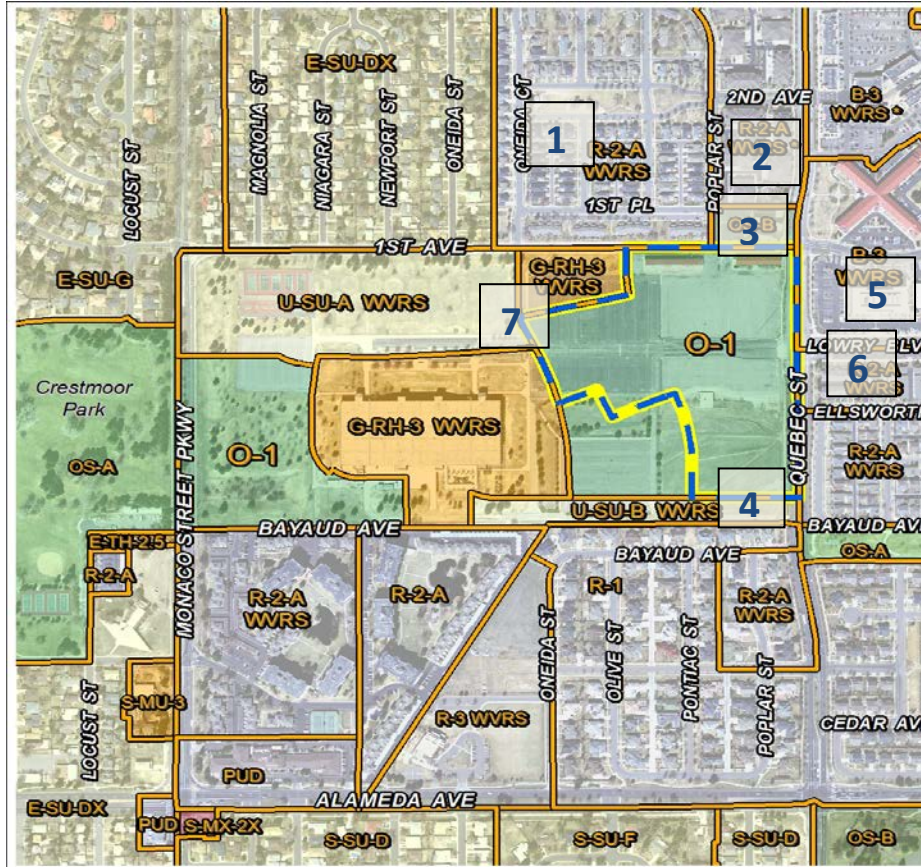 E-SU-DX
LOCUST ST
MAGNOLIA ST
NIAGARA ST
NEWPORT ST
ONEIDA ST
ONEIDA CT
1
R-2-A
WVRS
1ST PL
POPLAR ST
2ND AVE
R-2-A
WVRS *
2
B-3
WVRS *
1ST AVE
3
E-SU-G
U-SU-A WVRS
G-RH-3
WVRS
7
O-1
B-3
WVRS
5
6
WVRS
Crestmoor
Park
OS-A
MONACO STREET PKWY
O-1
G-RH-3 WVRS
QUEBEC ST
ELLSWORTH
R-2-A
WVRS
4
U-SU-B WVRS
BAYAUD AVE
BAYAUD AVE
OS-A
E-TH-2.5
R-2-A
R-2-A
WVRS
R-2-A
BAYAUD AVE
R-1
R-2-A
WVRS
ONEIDA ST
OLIVE ST
PONTIAC ST
POPLAR ST
S-MU-3
LOCUST ST
R-3 WVRS
CEDAR AV
PUD
ALAMEDA AVE
E-SU-DX
PUD
S-MX-2X
S-SU-D
S-SU-F
S-SU-D
OS-B